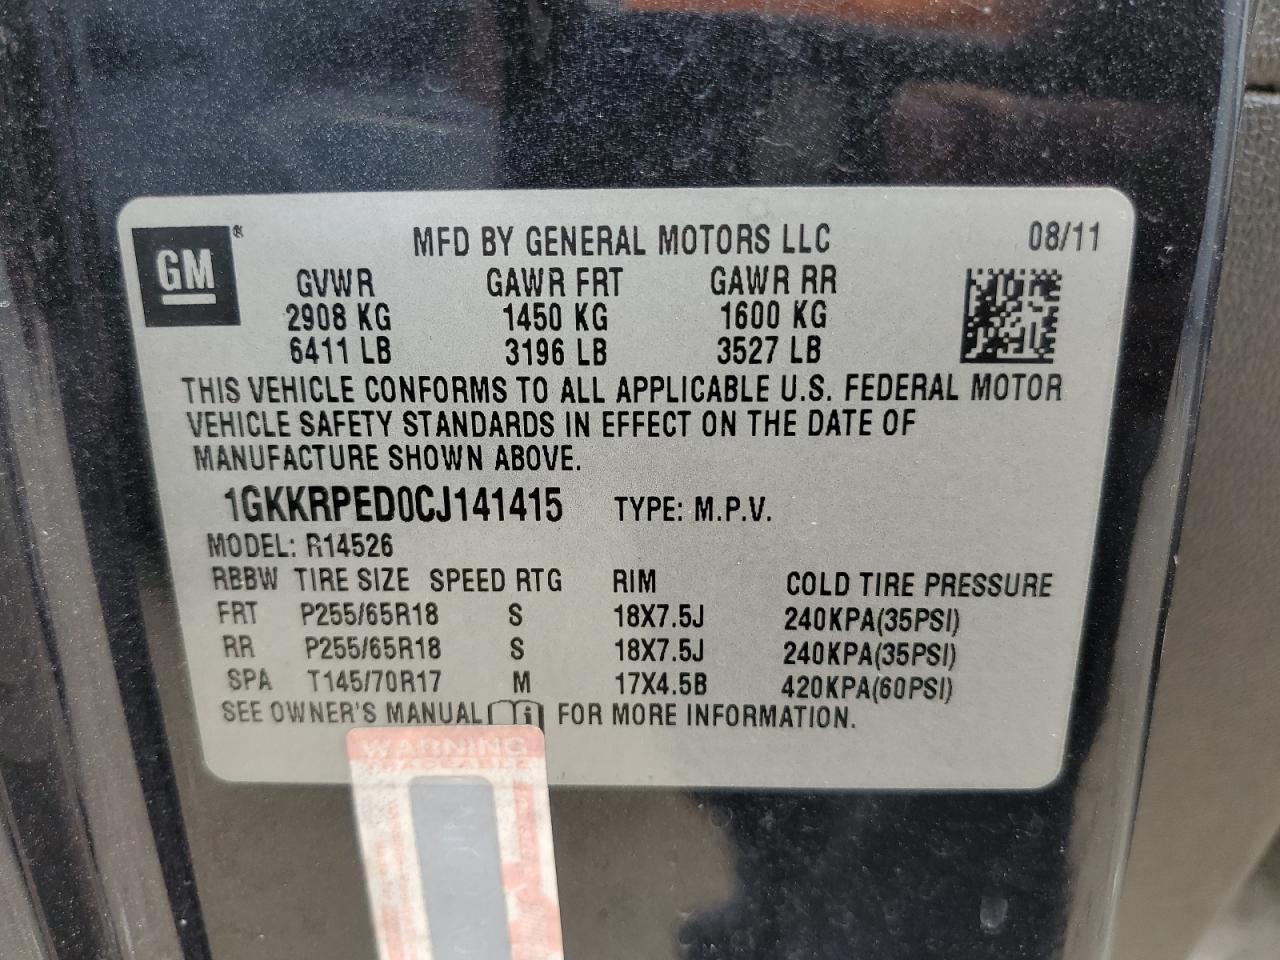 GM®
MFD BY GENERAL MOTORS LLC 08/11
GVWR GAWR FRT GAWR RR
2908 KG 1450 KG 1600 KG
6411 LB 3196 LB 3527 LB
THIS VEHICLE CONFORMS TO ALL APPLICABLE U.S. FEDERAL MOTOR
VEHICLE SAFETY STANDARDS IN EFFECT ON THE DATE OF
MANUFACTURE SHOWN ABOVE.
1GKKRPED0CJ141415 TYPE: M.P.V.
MODEL: R14526
RBBW TIRE SIZE SPEED RTG RIM COLD TIRE PRESSURE
FRT P255/65R18 S 18X7.5J 240KPA(35PSI)
RR P255/65R18 S 18X7.5J 240KPA(35PSI)
SPA T145/70R17 M 17X4.5B 420KPA(60PSI)
SEE OWNER'S MANUAL i FOR MORE INFORMATION.
WARNING